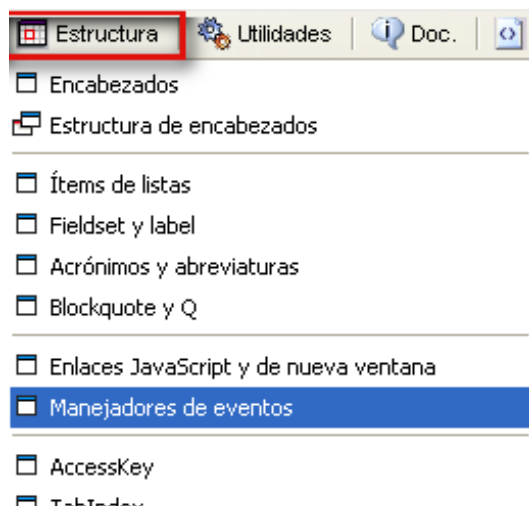 Estructura Utilidades Doc.
Encabezados
Estructura de encabezados
Ítems de listas
Fieldset y label
Acrónimos y abreviaturas
Blockquote y Q
Enlaces JavaScript y de nueva ventana
Manejadores de eventos
AccessKey
TabIndex